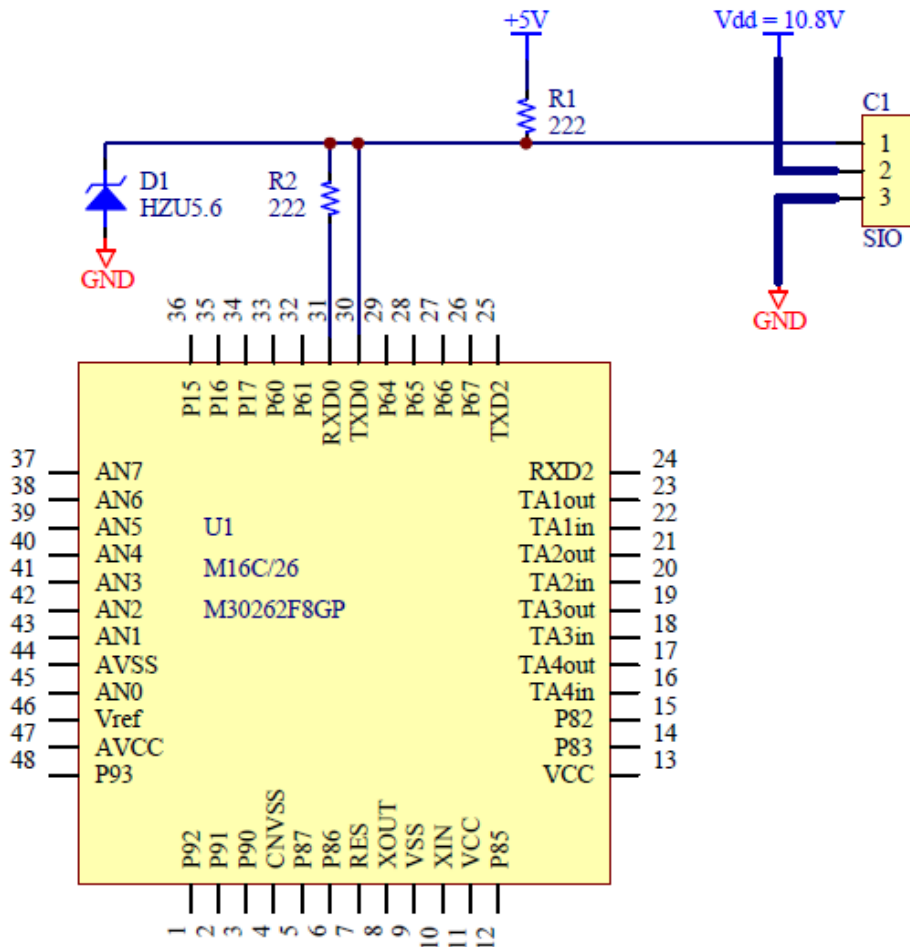 +5V
Vdd = 10.8V
R1
222
C1
1
2
3
SIO
D1
HZU5.6
R2
222
GND
GND
36
35
34
33
32
31
30
29
28
27
26
25
P15
P16
P17
P60
P61
RXD0
TXD0
P64
P65
P66
P67
TXD2
37 AN7
38 AN6
39 AN5
40 AN4
41 AN3
42 AN2
43 AN1
44 AVSS
45 AN0
46 Vref
47 AVCC
48 P93
U1
M16C/26
M30262F8GP
RXD2 24
TA1out 23
TA1in 22
TA2out 21
TA2in 20
TA3out 19
TA3in 18
TA4out 17
TA4in 16
P82 15
P83 14
VCC 13
P92
P91
P90
CNVSS
P87
P86
RES
XOUT
VSS
XIN
VCC
P85
1
2
3
4
5
6
7
8
9
10
11
12